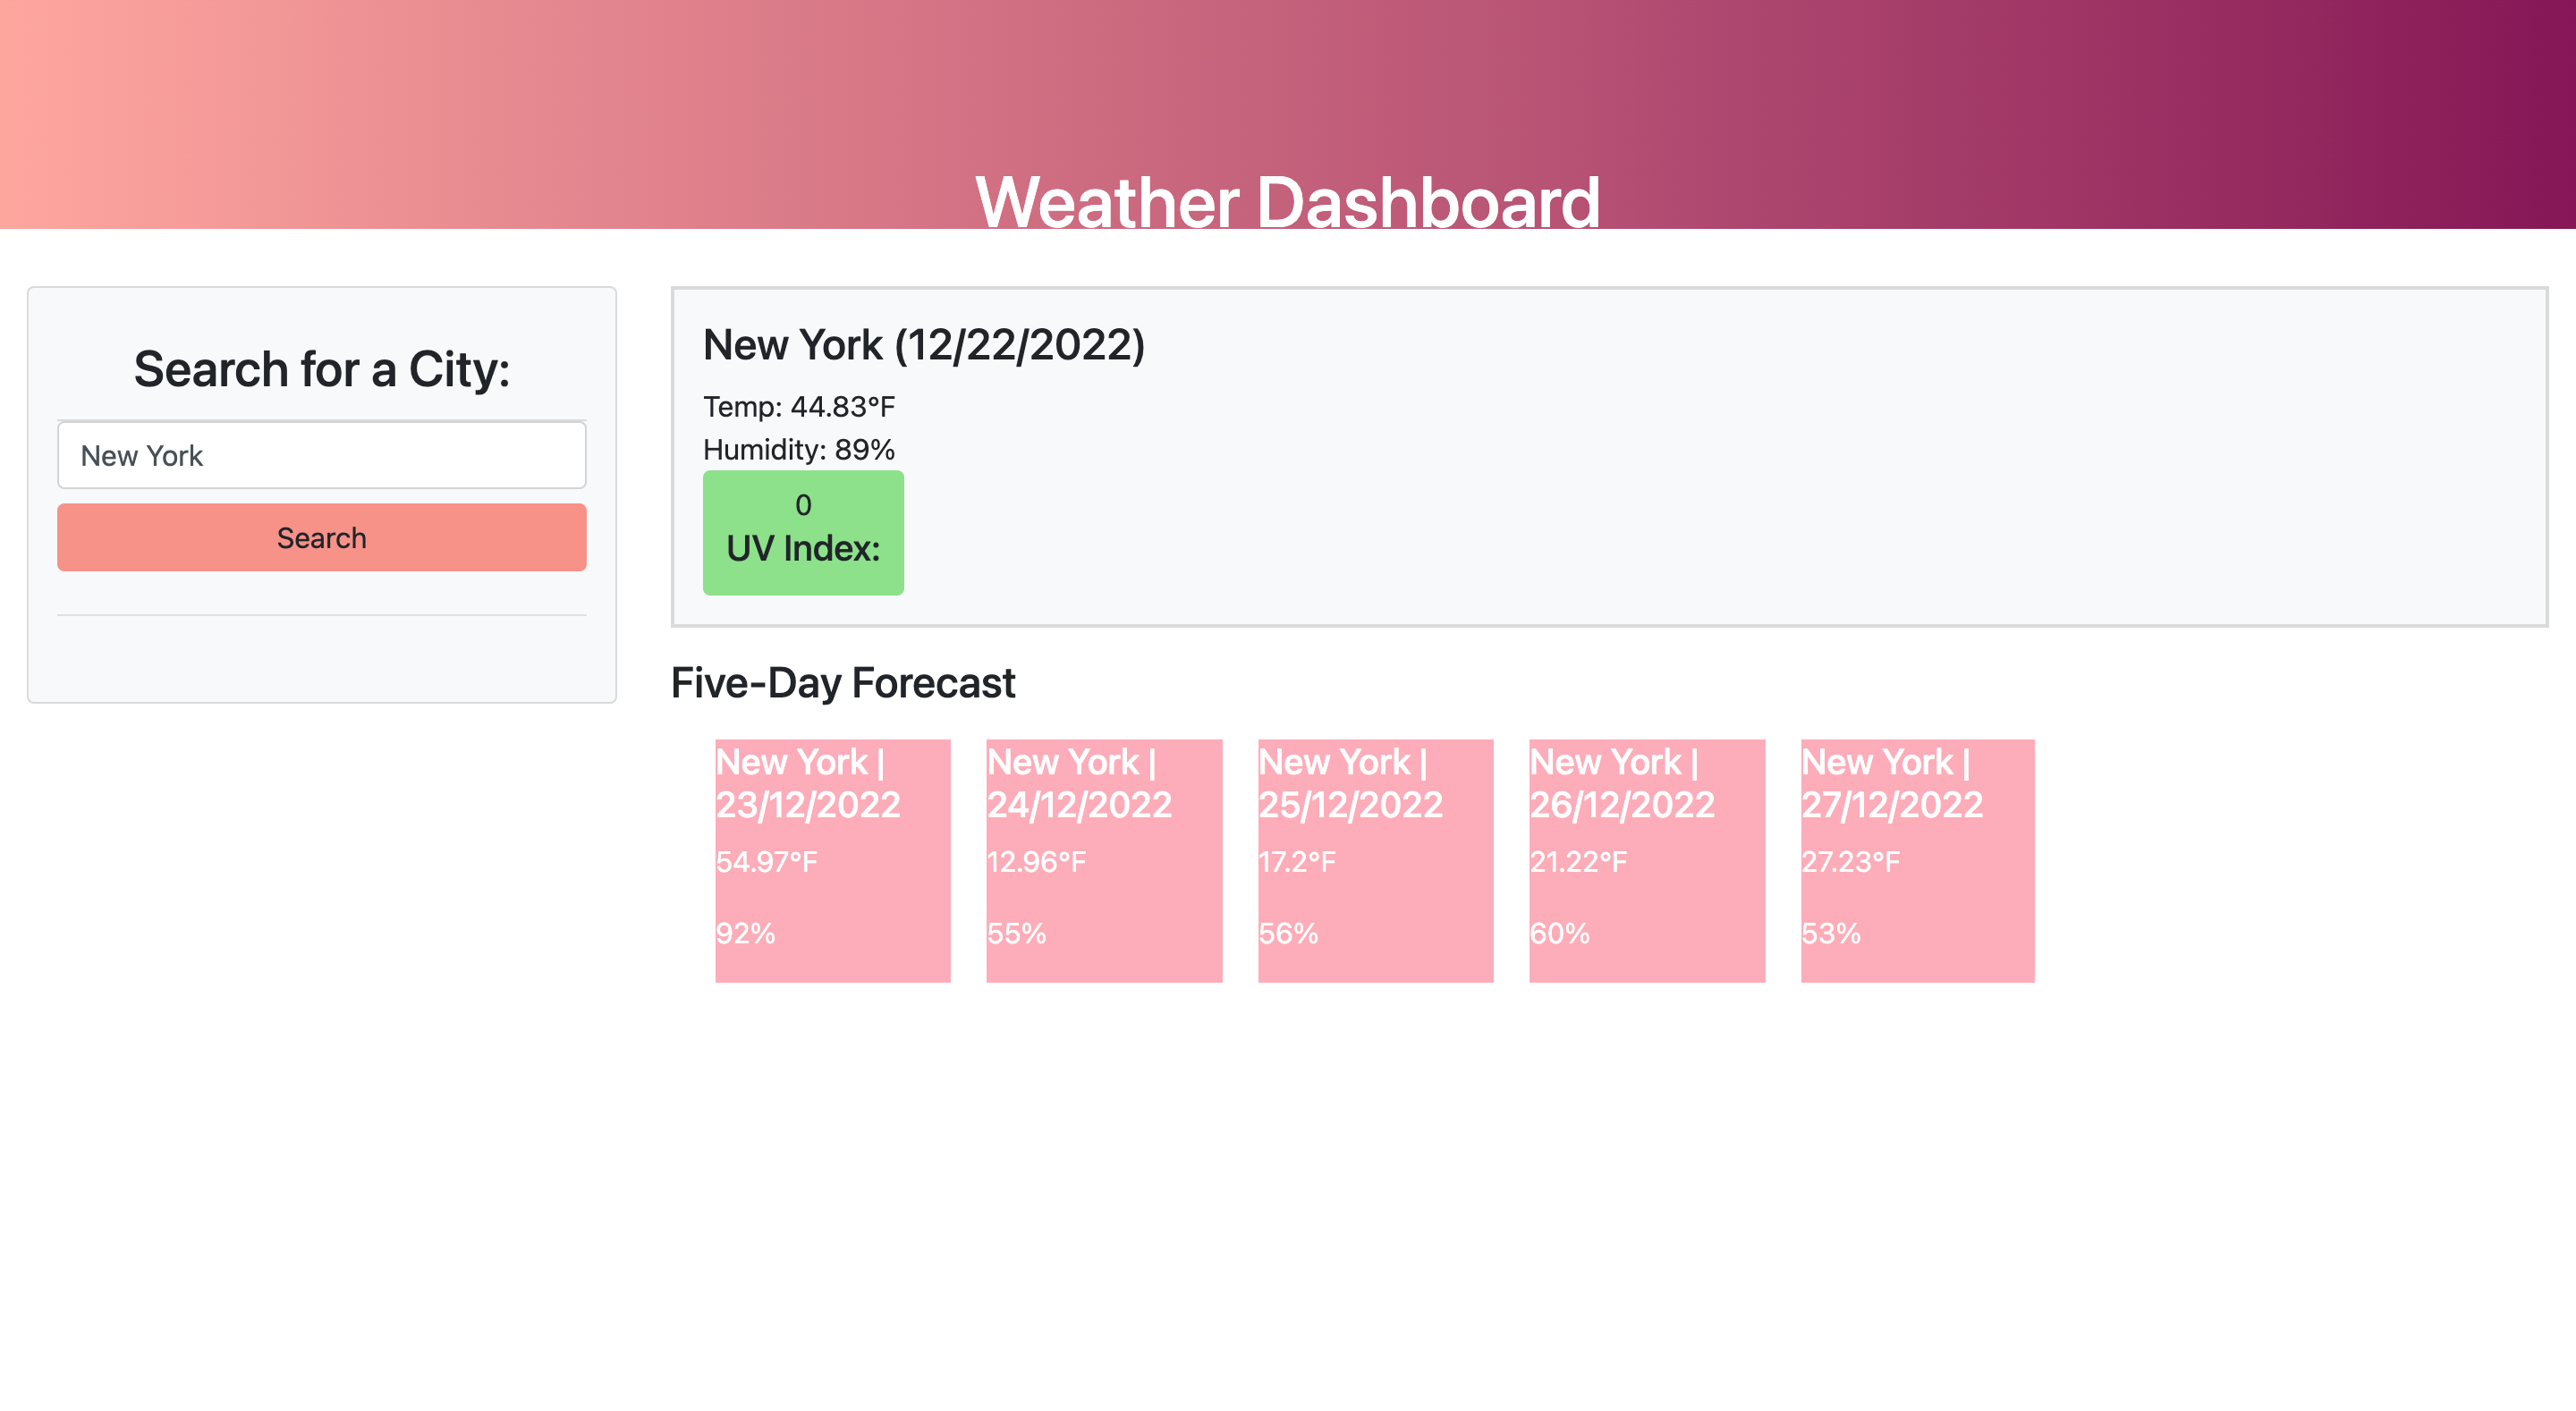 Weather Dashboard
Search for a City:
New York
Search
New York (12/22/2022)
Temp: 44.83°F
Humidity: 89%
0
UV Index:
Five-Day Forecast
New York |
23/12/2022
54.97°F
92%
New York |
24/12/2022
12.96°F
55%
New York |
25/12/2022
17.2°F
56%
New York |
26/12/2022
21.22°F
60%
New York |
27/12/2022
27.23°F
53%